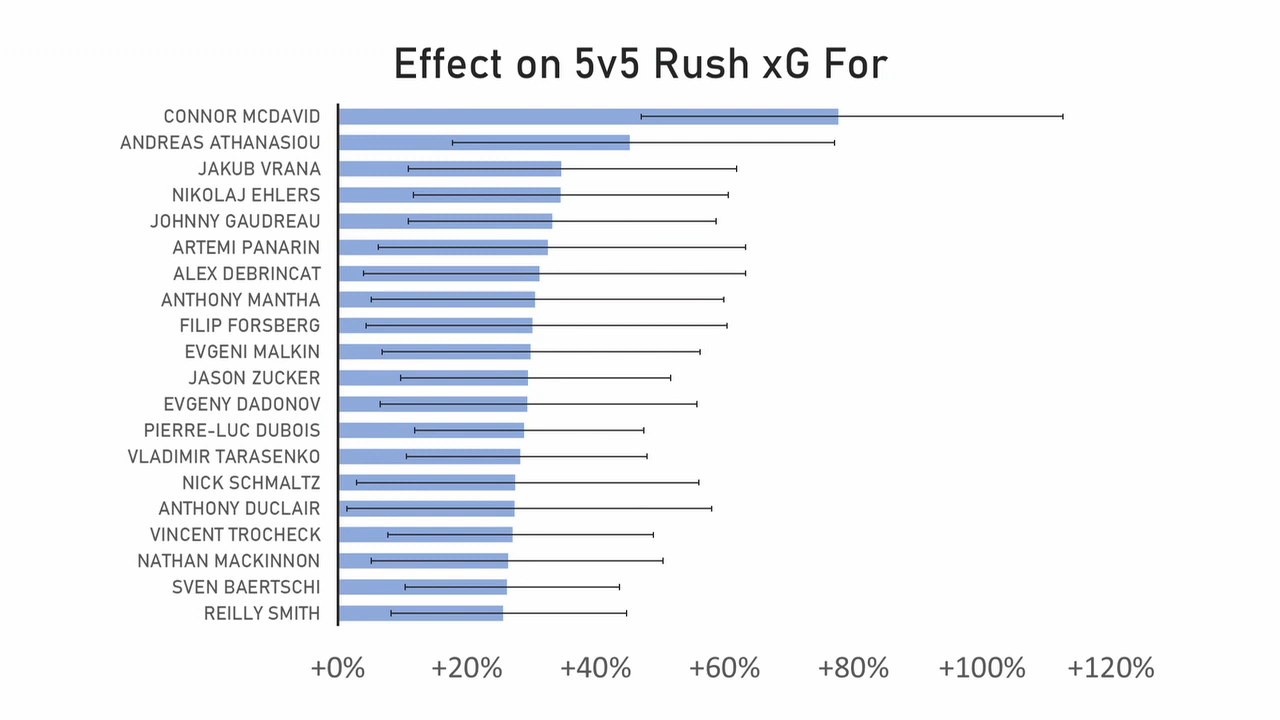 Effect on 5v5 Rush xG For
CONNOR MCDAVID
ANDREAS ATHANASIOU
JAKUB VRANA
NIKOLAJ EHLERS
JOHNNY GAUDREAU
ARTEMI PANARIN
ALEX DEBRINCAT
ANTHONY MANTHA
FILIP FORSBERG
EVGENI MALKIN
JASON ZUCKER
EVGENY DADONOV
PIERRE-LUC DUBOIS
VLADIMIR TARASENKO
NICK SCHMALTZ
ANTHONY DUCLAIR
VINCENT TROCHECK
NATHAN MACKINNON
SVEN BAERTSCHI
REILLY SMITH
+0% +20% +40% +60% +80% +100% +120%